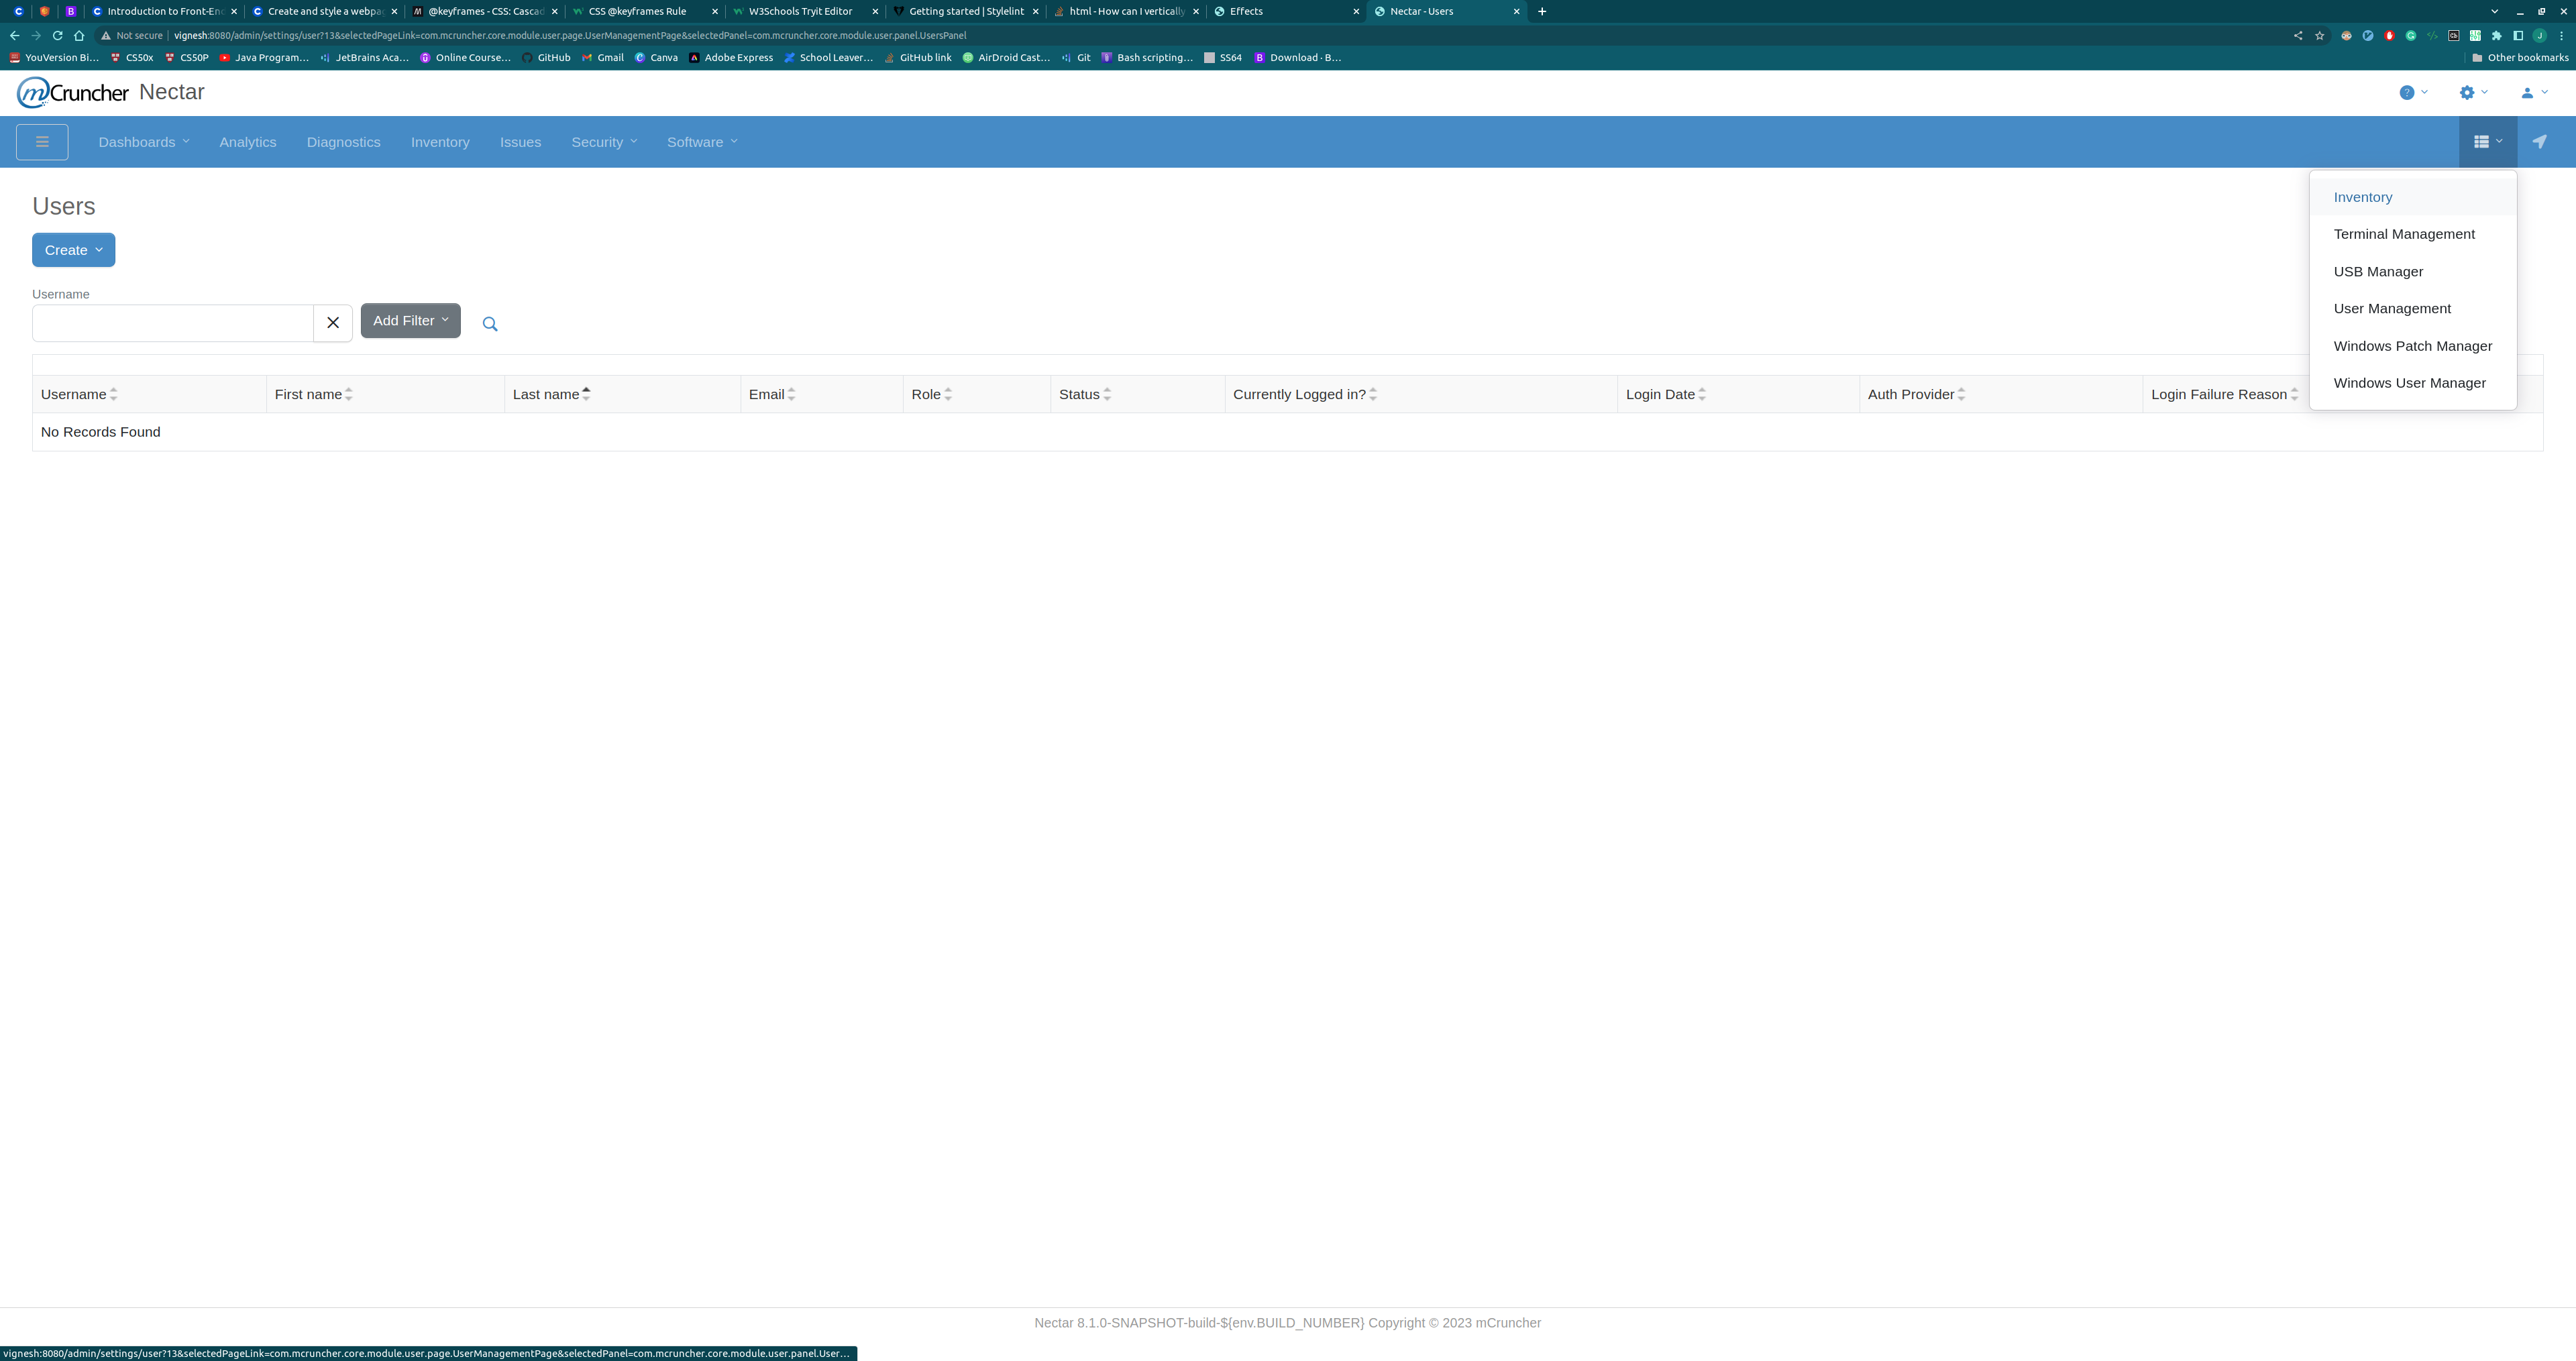 Introduction to Front-En
Create and style a webpa
@keyframes - CSS: Cascad
CSS @keyframes Rule
W3Schools Tryit Editor
Getting started | Stylelint
html - How can I vertically
Effects
Nectar - Users
Not secure
vignesh:8080/admin/settings/user?13&selectedPageLink=com.mcruncher.core.module.user.page.UserManagementPage&selectedPanel=com.mcruncher.core.module.user.panel.UsersPanel
YouVersion Bi...
CS50x
CS50P
Java Program...
JetBrains Aca...
Online Course...
GitHub
Gmail
Canva
Adobe Express
School Leaver...
GitHub link
AirDroid Cast...
Git
Bash scripting...
SS64
Download · B...
Other bookmarks
mCruncher Nectar
Dashboards
Analytics
Diagnostics
Inventory
Issues
Security
Software
Inventory
Terminal Management
USB Manager
User Management
Windows Patch Manager
Windows User Manager
Users
Create
Username
Add Filter
Username
First name
Last name
Email
Role
Status
Currently Logged in?
Login Date
Auth Provider
Login Failure Reason
No Records Found
Nectar 8.1.0-SNAPSHOT-build-${env.BUILD_NUMBER} Copyright © 2023 mCruncher
vignesh:8080/admin/settings/user?13&selectedPageLink=com.mcruncher.core.module.user.page.UserManagementPage&selectedPanel=com.mcruncher.core.module.user.panel.User...